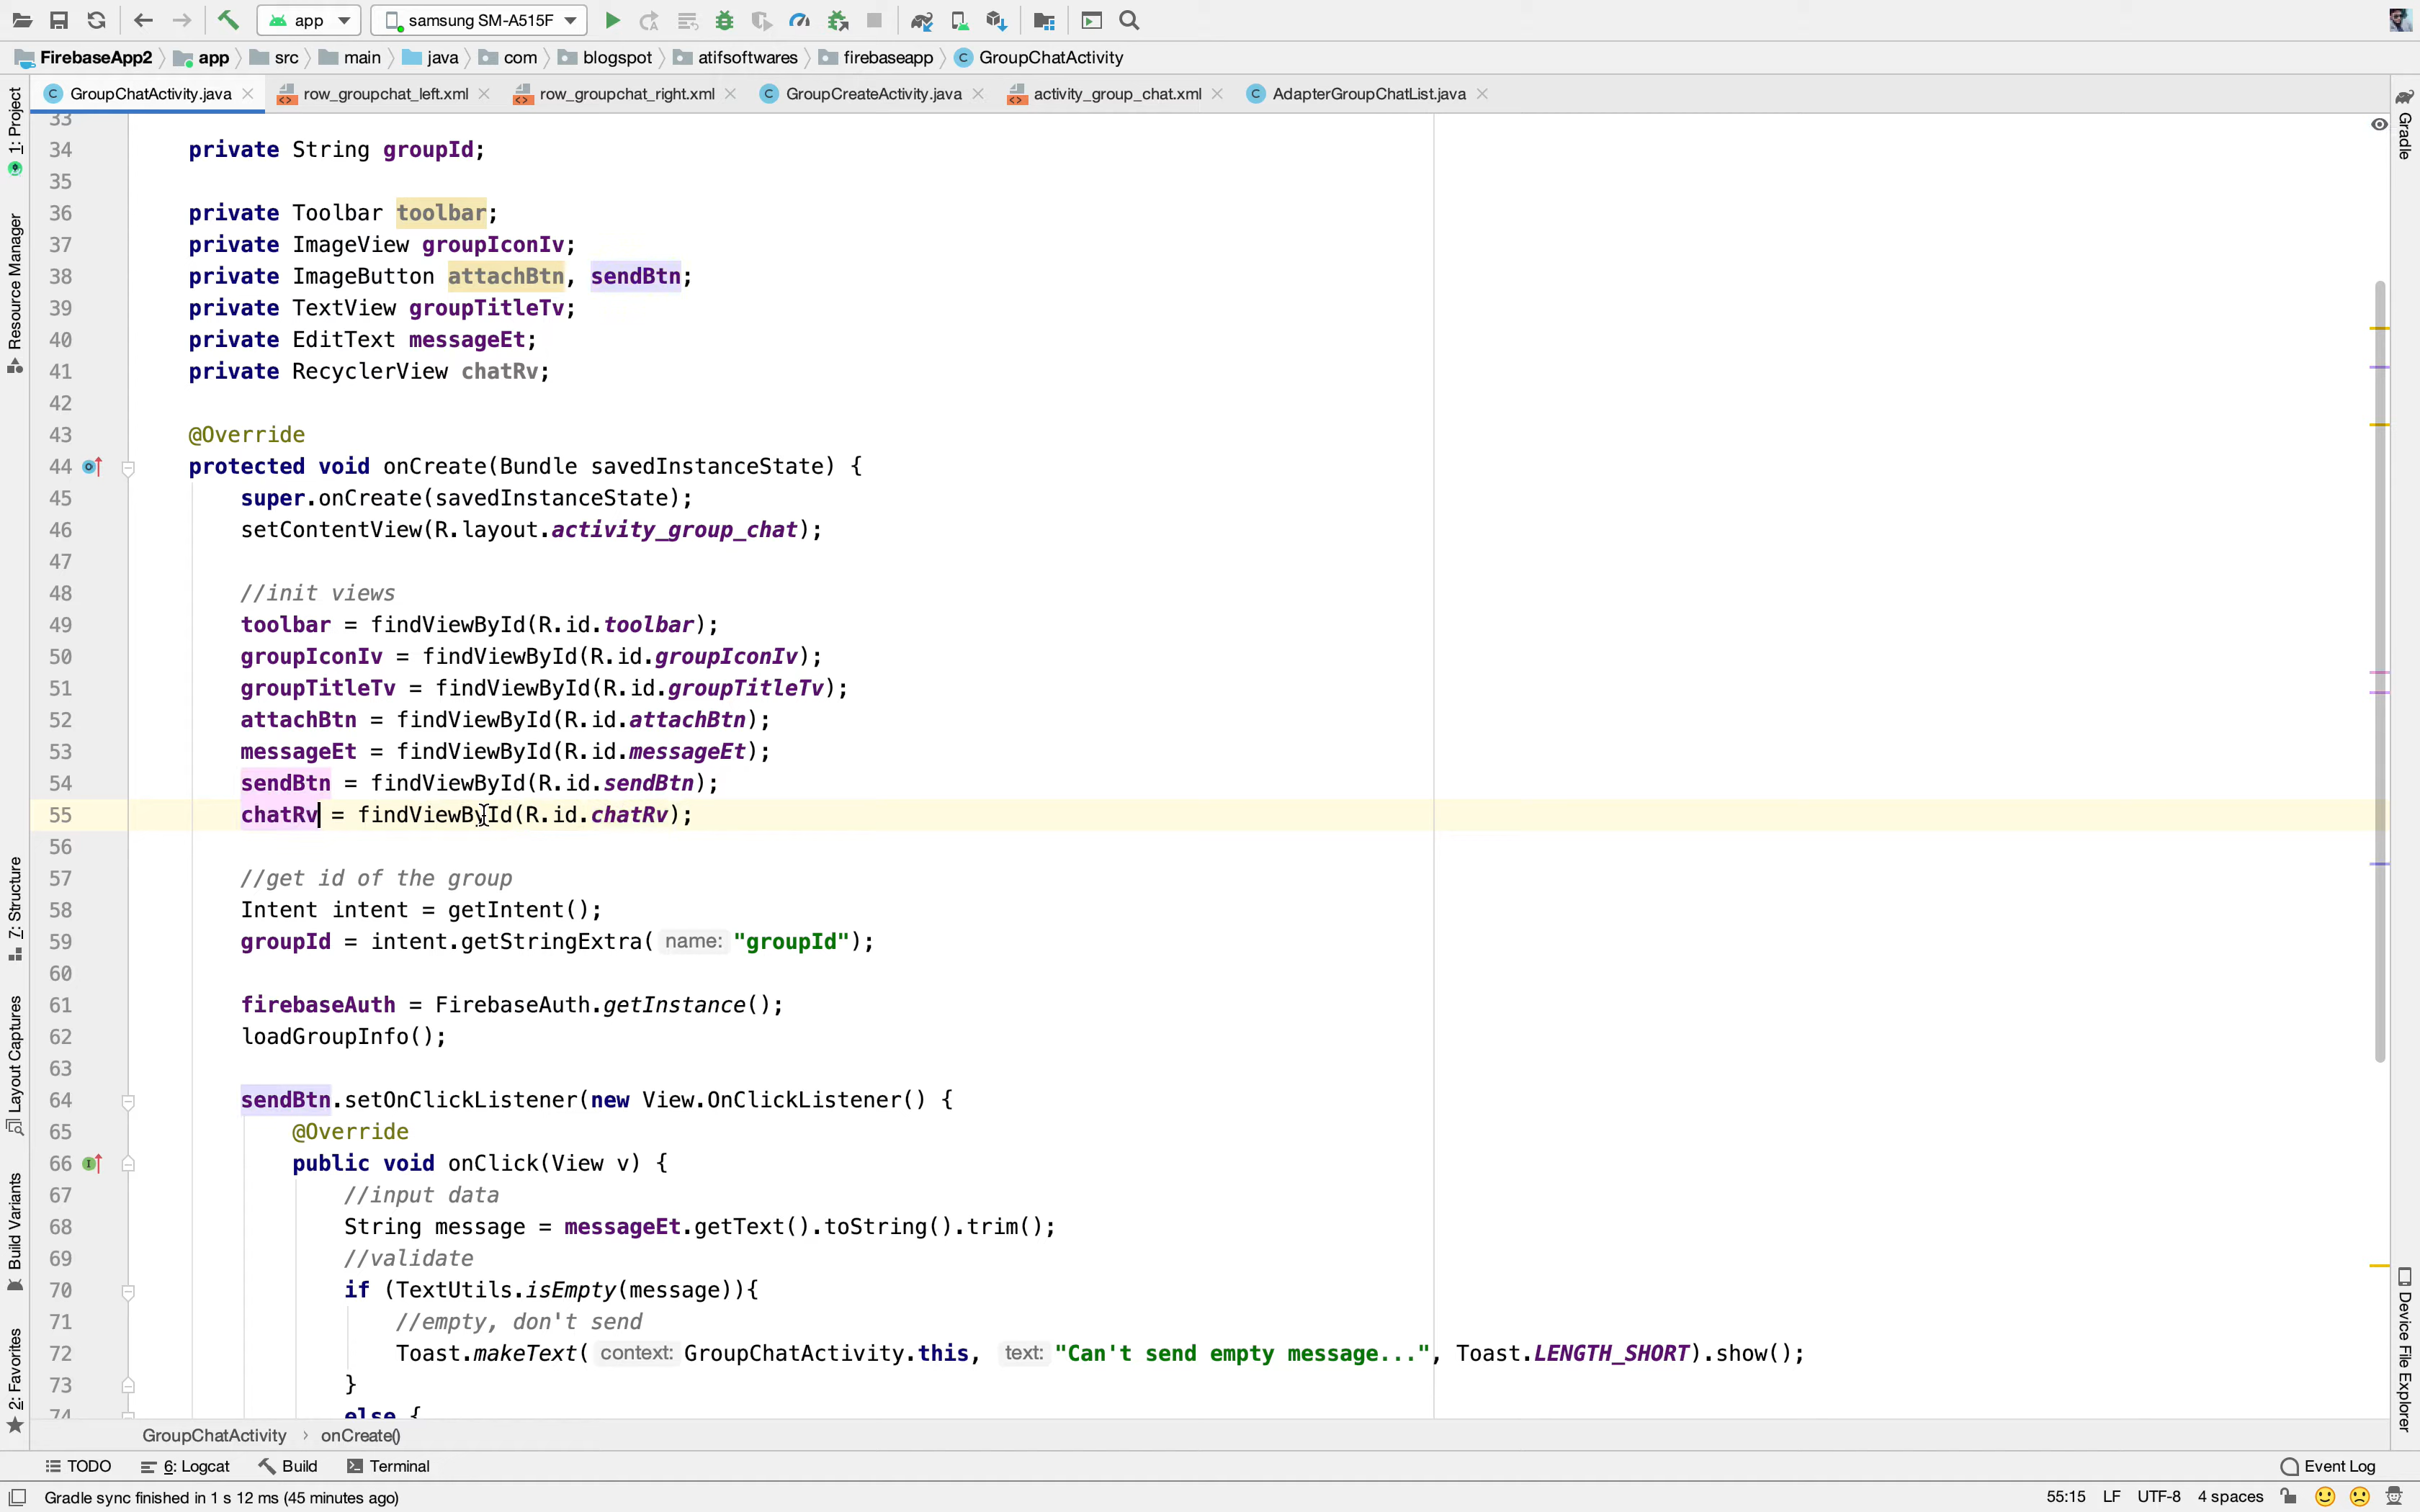 app samsung SM-A515F
FirebaseApp2 app src main java com blogspot atifsoftwares firebaseapp GroupChatActivity
GroupChatActivity.java row_groupchat_left.xml row_groupchat_right.xml GroupCreateActivity.java activity_group_chat.xml AdapterGroupChatList.java
1: Project
Resource Manager
7: Structure
Layout Captures
Build Variants
2: Favorites
Gradle
Device File Explorer
33
34 private String groupId;
35
36 private Toolbar toolbar;
37 private ImageView groupIconIv;
38 private ImageButton attachBtn, sendBtn;
39 private TextView groupTitleTv;
40 private EditText messageEt;
41 private RecyclerView chatRv;
42
43 @Override
44 protected void onCreate(Bundle savedInstanceState) {
45 super.onCreate(savedInstanceState);
46 setContentView(R.layout.activity_group_chat);
47
48 //init views
49 toolbar = findViewById(R.id.toolbar);
50 groupIconIv = findViewById(R.id.groupIconIv);
51 groupTitleTv = findViewById(R.id.groupTitleTv);
52 attachBtn = findViewById(R.id.attachBtn);
53 messageEt = findViewById(R.id.messageEt);
54 sendBtn = findViewById(R.id.sendBtn);
55 chatRv = findViewById(R.id.chatRv);
56
57 //get id of the group
58 Intent intent = getIntent();
59 groupId = intent.getStringExtra( name: "groupId");
60
61 firebaseAuth = FirebaseAuth.getInstance();
62 loadGroupInfo();
63
64 sendBtn.setOnClickListener(new View.OnClickListener() {
65 @Override
66 public void onClick(View v) {
67 //input data
68 String message = messageEt.getText().toString().trim();
69 //validate
70 if (TextUtils.isEmpty(message)){
71 //empty, don't send
72 Toast.makeText( context: GroupChatActivity.this, text: "Can't send empty message...", Toast.LENGTH_SHORT).show();
73 }
74 else {
GroupChatActivity › onCreate()
TODO 6: Logcat Build Terminal Event Log
Gradle sync finished in 1 s 12 ms (45 minutes ago) 55:15 LF UTF-8 4 spaces